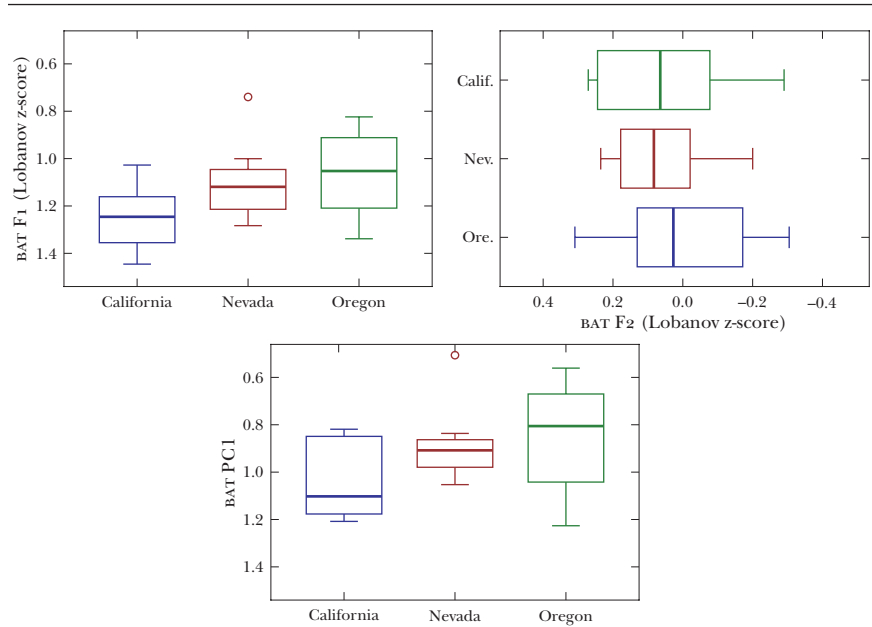 BAT F1 (Lobanov z-score)
0.6
0.8
1.0
1.2
1.4
California Nevada Oregon
Calif.
Nev.
Ore.
0.4 0.2 0.0 –0.2 –0.4
BAT F2 (Lobanov z-score)
BAT PC1
0.6
0.8
1.0
1.2
1.4
California Nevada Oregon